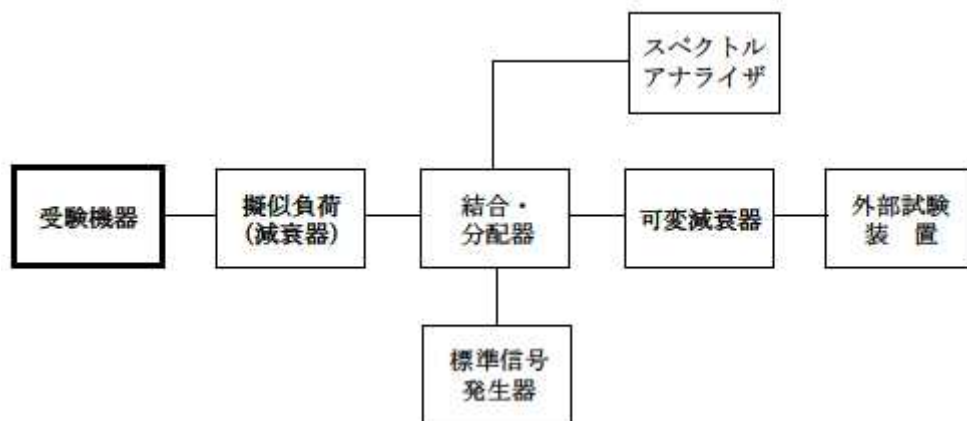 スペクトル
アナライザ
受験機器
擬似負荷
(減衰器)
結合・
分配器
可変減衰器
外部試験
装 置
標準信号
発生器